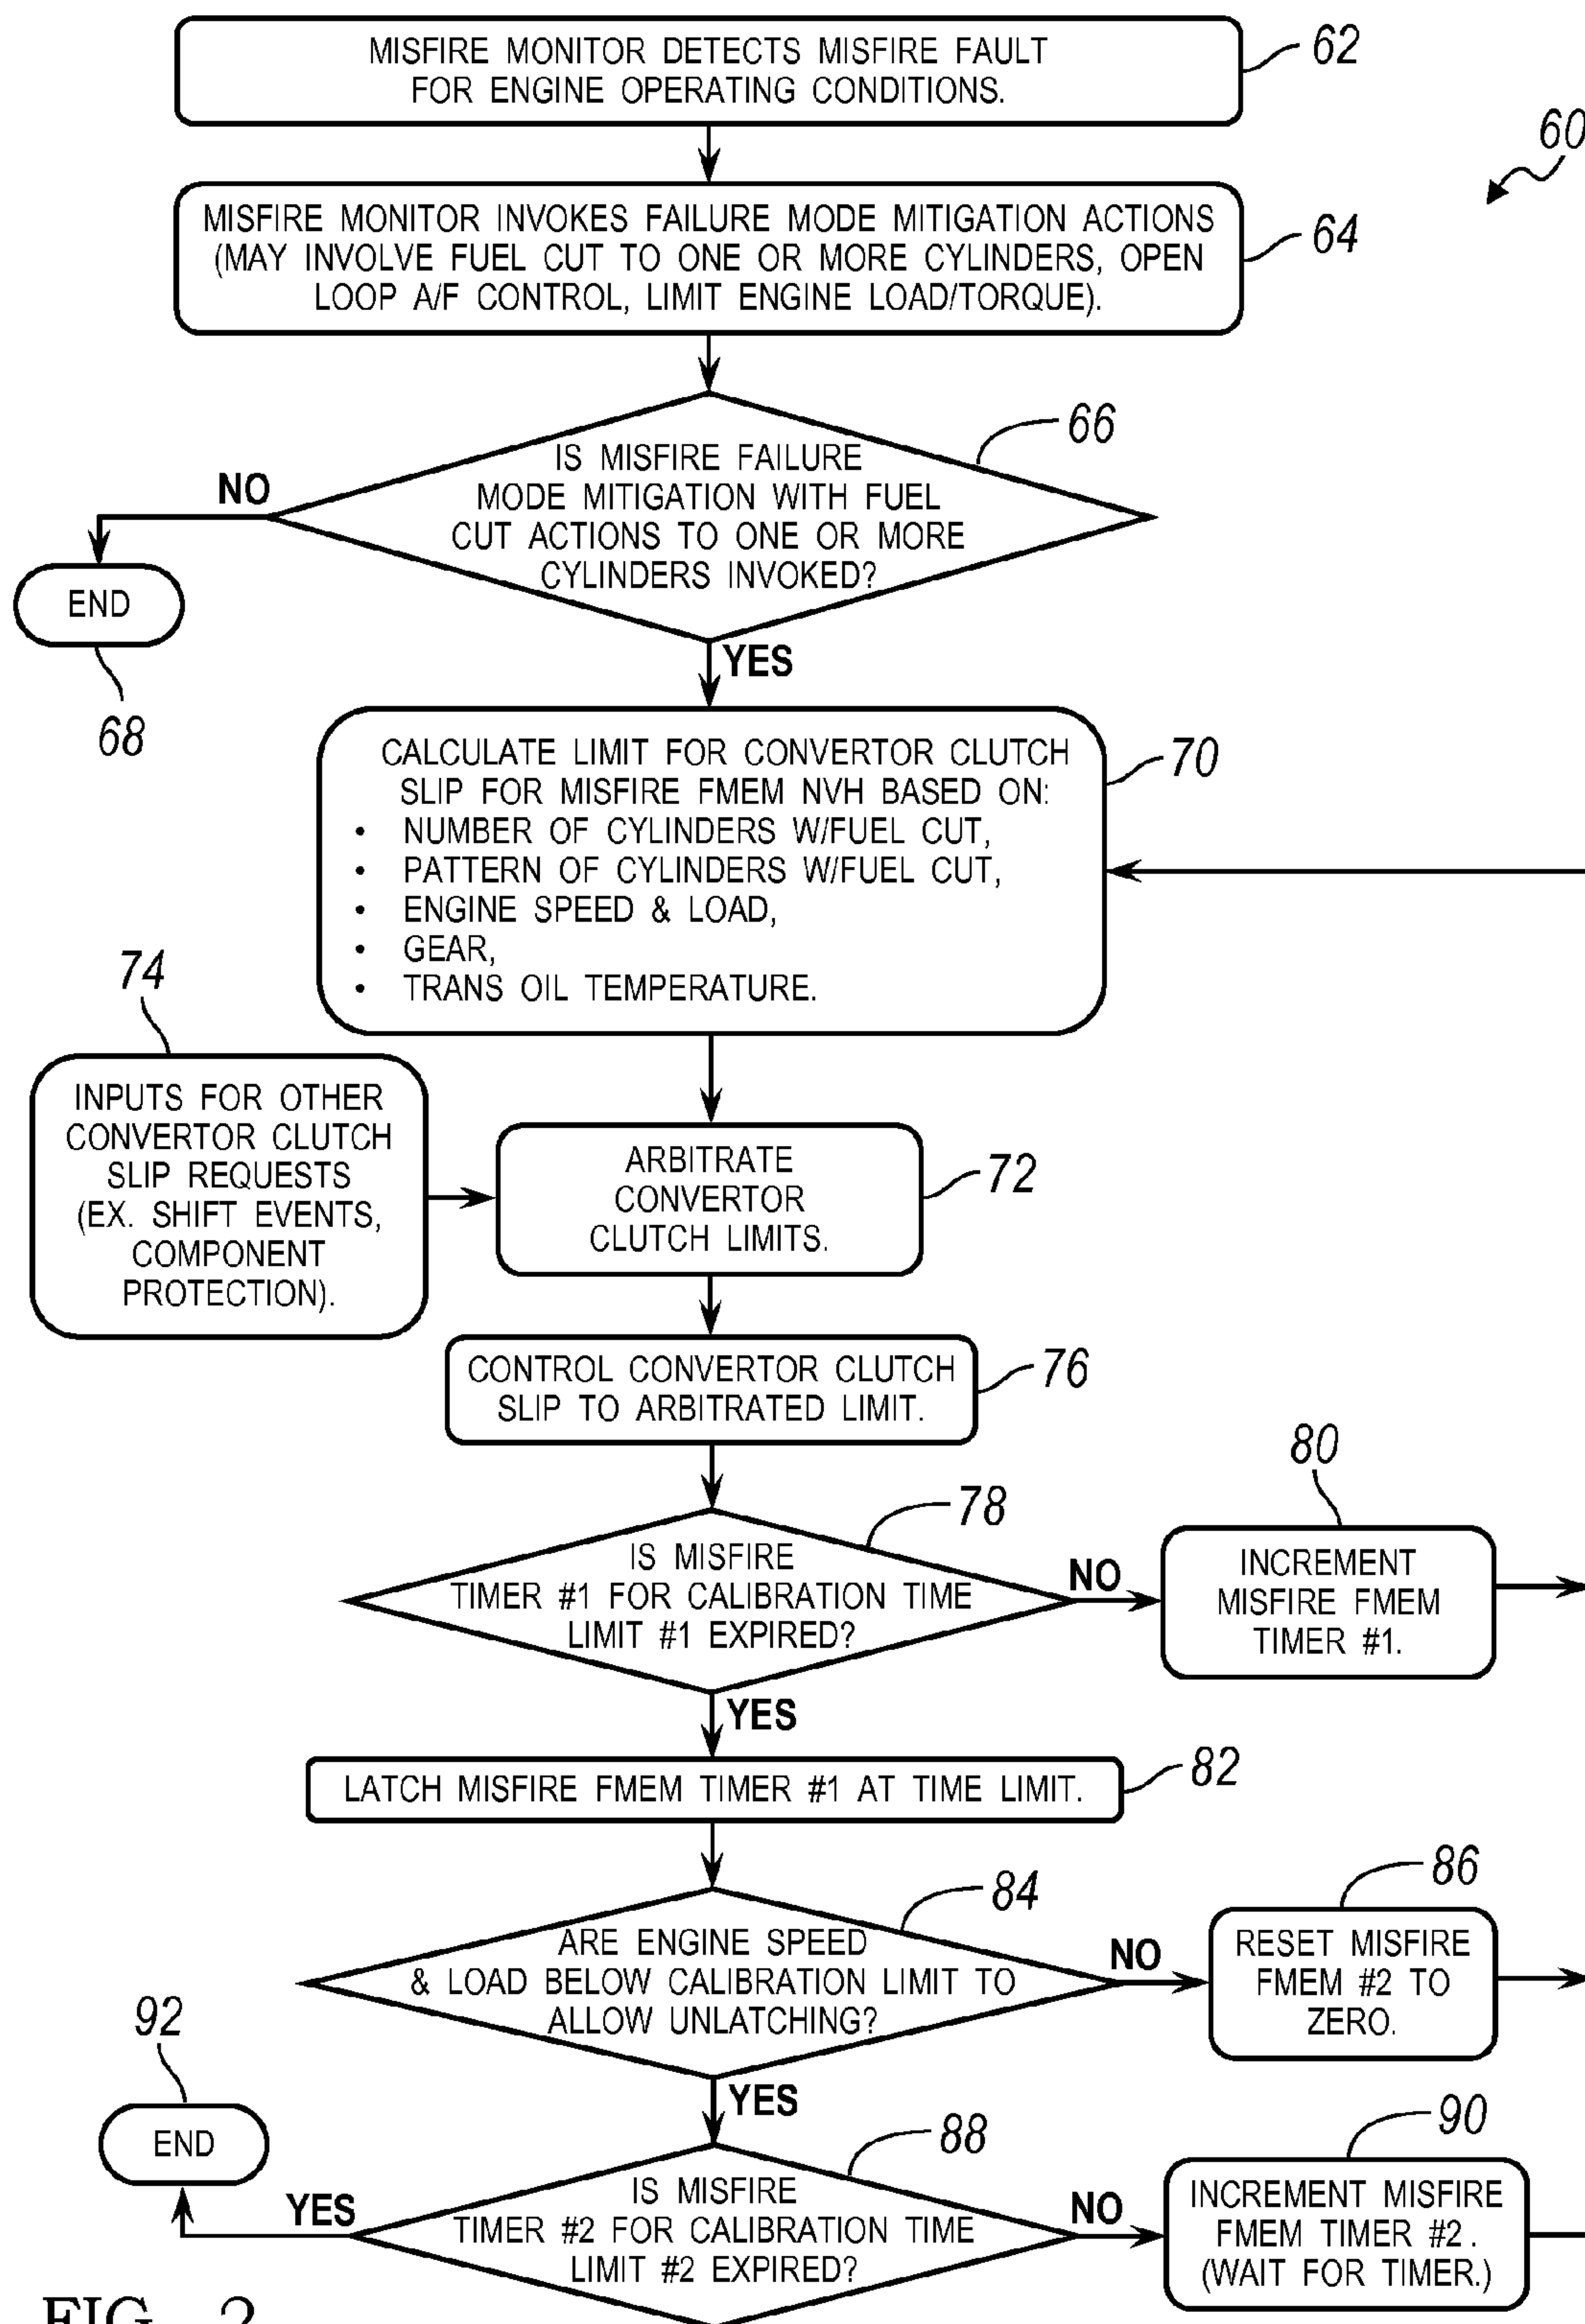 MISFIRE MONITOR DETECTS MISFIRE FAULT
FOR ENGINE OPERATING CONDITIONS.
62
60
MISFIRE MONITOR INVOKES FAILURE MODE MITIGATION ACTIONS
(MAY INVOLVE FUEL CUT TO ONE OR MORE CYLINDERS, OPEN
LOOP A/F CONTROL, LIMIT ENGINE LOAD/TORQUE).
64
IS MISFIRE FAILURE
MODE MITIGATION WITH FUEL
CUT ACTIONS TO ONE OR MORE
CYLINDERS INVOKED?
66
NO
END
68
YES
CALCULATE LIMIT FOR CONVERTOR CLUTCH
SLIP FOR MISFIRE FMEM NVH BASED ON:
• NUMBER OF CYLINDERS W/FUEL CUT,
• PATTERN OF CYLINDERS W/FUEL CUT,
• ENGINE SPEED & LOAD,
• GEAR,
• TRANS OIL TEMPERATURE.
70
74
INPUTS FOR OTHER
CONVERTOR CLUTCH
SLIP REQUESTS
(EX. SHIFT EVENTS,
COMPONENT
PROTECTION).
ARBITRATE
CONVERTOR
CLUTCH LIMITS.
72
CONTROL CONVERTOR CLUTCH
SLIP TO ARBITRATED LIMIT.
76
IS MISFIRE
TIMER #1 FOR CALIBRATION TIME
LIMIT #1 EXPIRED?
78
NO
80
INCREMENT
MISFIRE FMEM
TIMER #1.
YES
LATCH MISFIRE FMEM TIMER #1 AT TIME LIMIT.
82
ARE ENGINE SPEED
& LOAD BELOW CALIBRATION LIMIT TO
ALLOW UNLATCHING?
84
NO
86
RESET MISFIRE
FMEM #2 TO
ZERO.
YES
92
END
YES
IS MISFIRE
TIMER #2 FOR CALIBRATION TIME
LIMIT #2 EXPIRED?
88
NO
90
INCREMENT MISFIRE
FMEM TIMER #2.
(WAIT FOR TIMER.)
FIG. 2